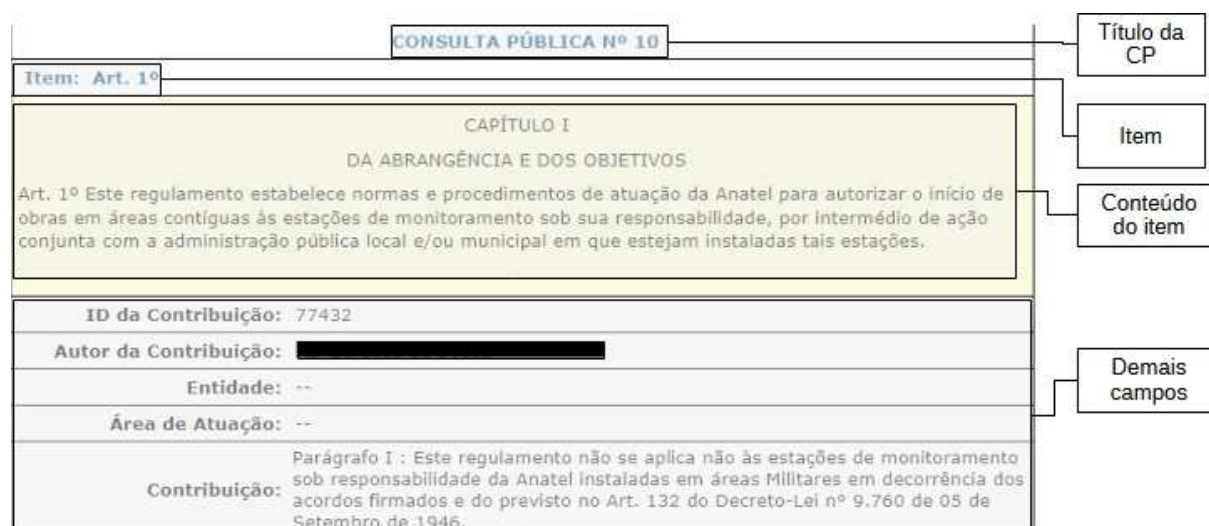 CONSULTA PÚBLICA Nº 10
Título da
CP
Item: Art. 1º
Item
CAPÍTULO I
DA ABRANGÊNCIA E DOS OBJETIVOS
Art. 1º Este regulamento estabelece normas e procedimentos de atuação da Anatel para autorizar o início de
obras em áreas contíguas às estações de monitoramento sob sua responsabilidade, por intermédio de ação
conjunta com a administração pública local e/ou municipal em que estejam instaladas tais estações.
Conteúdo
do item
ID da Contribuição: 77432
Autor da Contribuição:
Entidade: --
Área de Atuação: --
Demais
campos
Contribuição: Parágrafo I : Este regulamento não se aplica não às estações de monitoramento
sob responsabilidade da Anatel instaladas em áreas Militares em decorrência dos
acordos firmados e do previsto no Art. 132 do Decreto-Lei nº 9.760 de 05 de
Setembro de 1946.